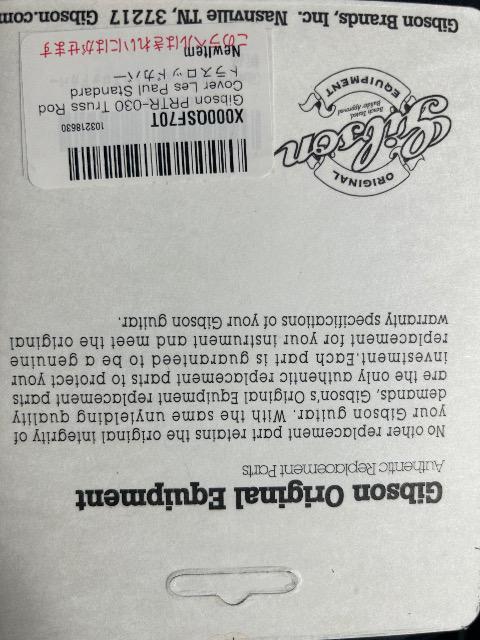 Gibson Original Equipment
Authentic Replacement Parts
No other replacement part retains the original integrity of
your Gibson guitar. With the same unyielding quality
demands, Gibson's Original Equipment replacement parts
are the only authentic replacement parts to protect your
investment.Each part is guaranteed to be a genuine
replacement for your instrument and meet the original
warranty specifications of your Gibson guitar.
ORIGINAL
Gibson
Bench Tested,
Builder Approved
EQUIPMENT
X000QSF70T
103218630
Gibson PRTR-030 Truss Rod
Cover Les Paul Standard
トラスロッドカバー
NewItem
このラベルはきれいにはがせます
Gibson Brands, Inc. Nashville TN, 37217 Gibson.com